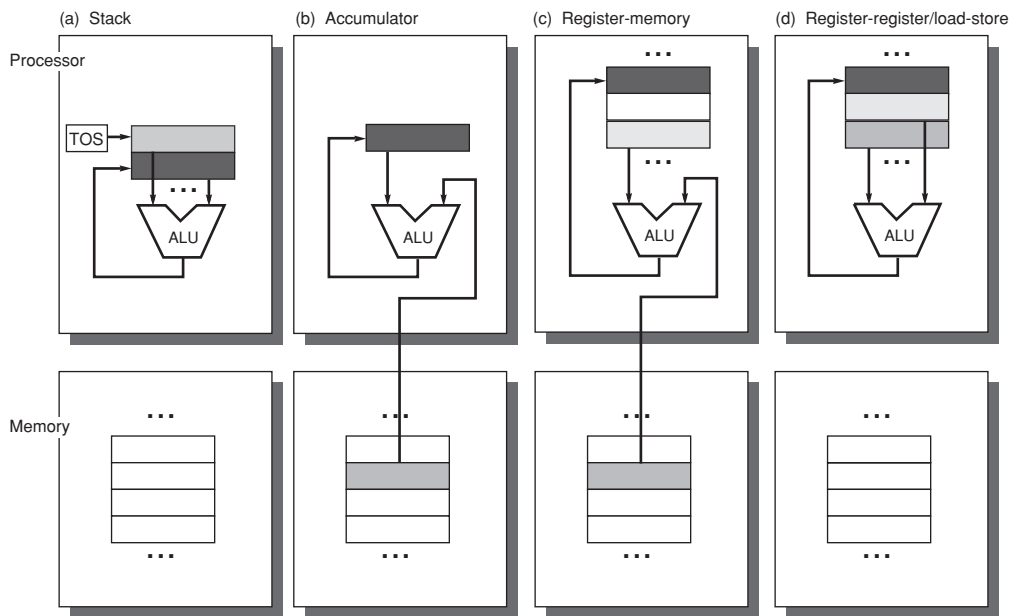 (a) Stack
(b) Accumulator
(c) Register-memory
(d) Register-register/load-store
Processor
...
...
TOS
...
...
...
ALU
ALU
ALU
ALU
Memory
...
...
...
...
...
...
...
...